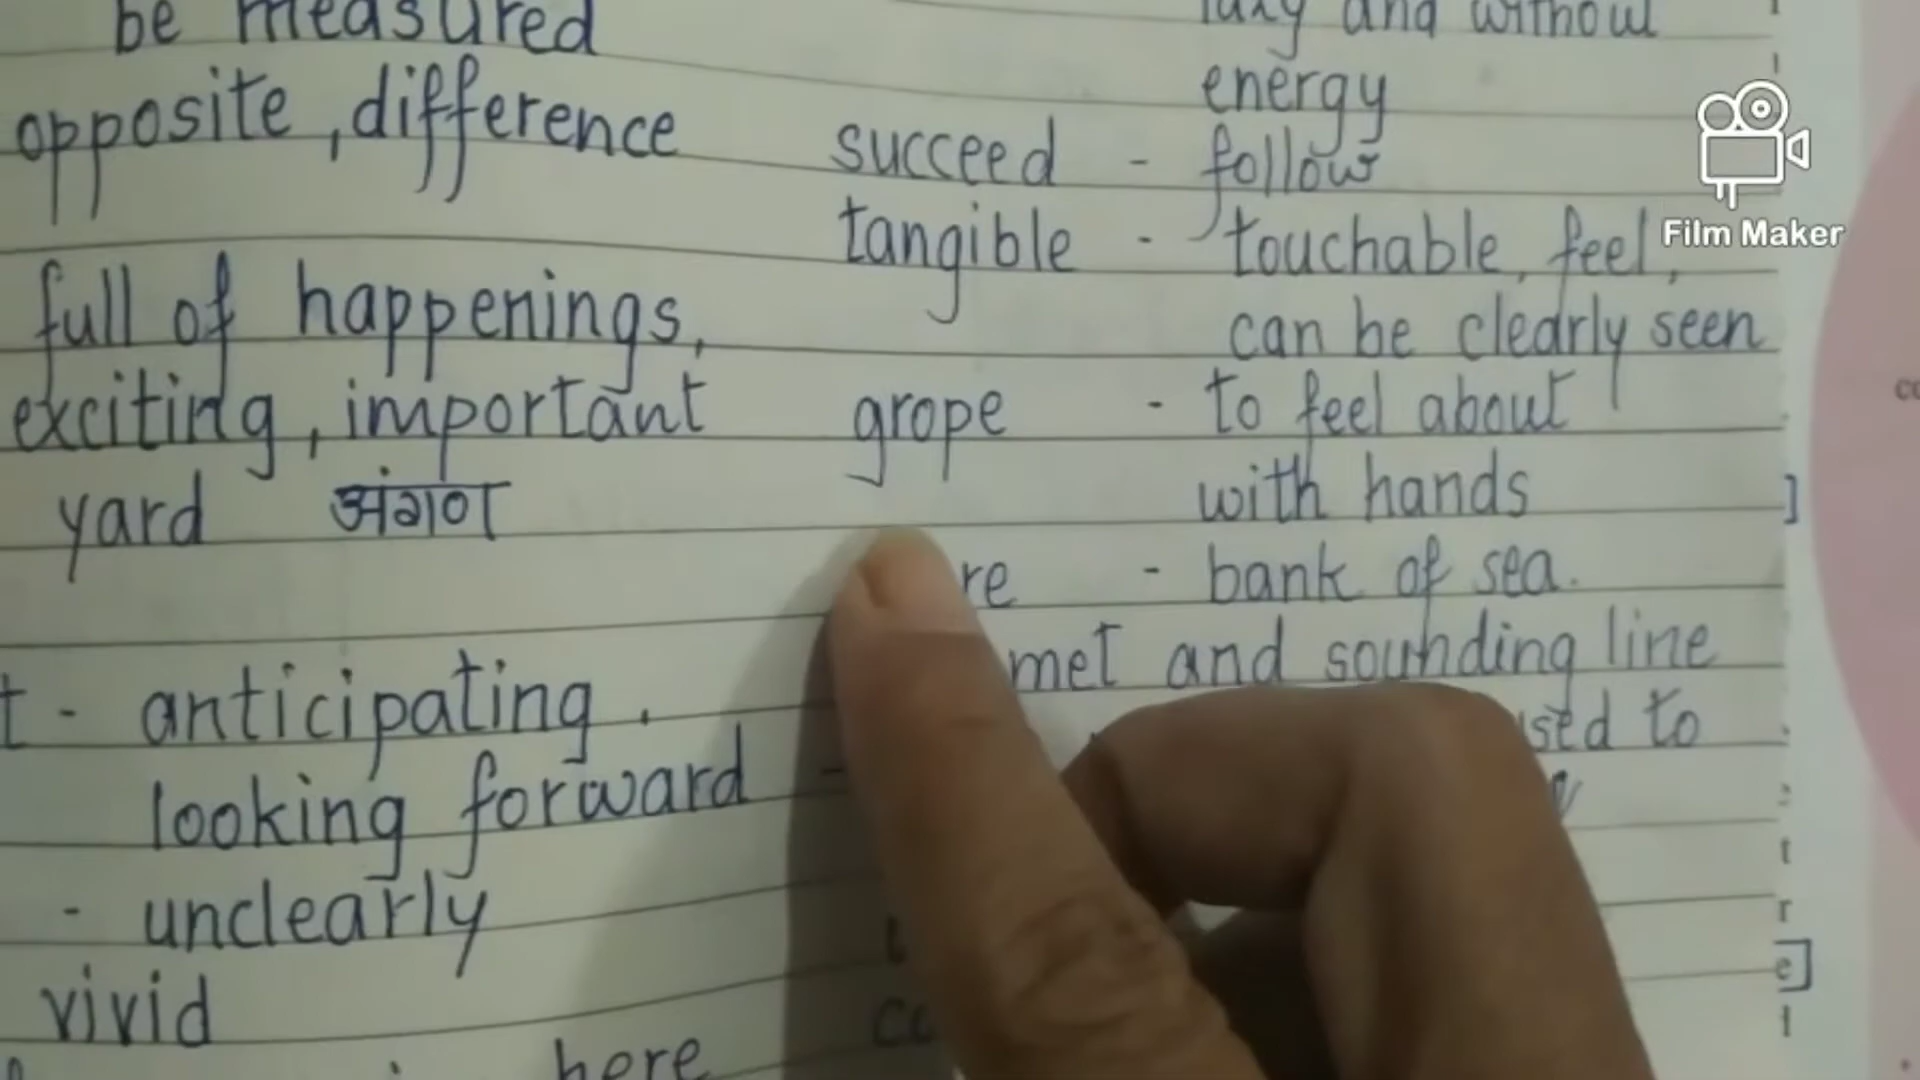 be measured
opposite, difference
full of happenings,
exciting, important
yard अंगण
t - anticipating.
looking forward
- unclearly
vivid
here
lazy and without
energy
succeed - follow
tangible - touchable, feel,
can be clearly seen
grope - to feel about
with hands
re - bank of sea.
met and sounding line
sed to
Film Maker